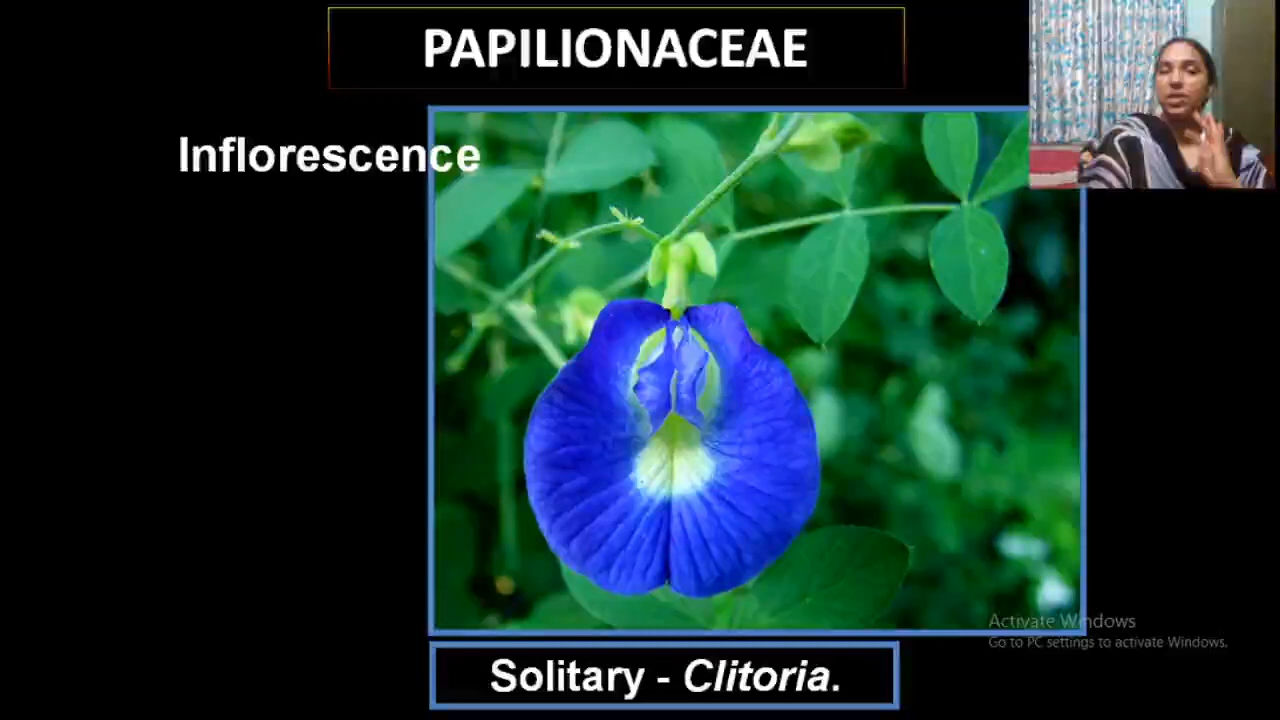 PAPILIONACEAE
Inflorescence
Activate Windows
Go to PC settings to activate Windows.
Solitary - Clitoria.